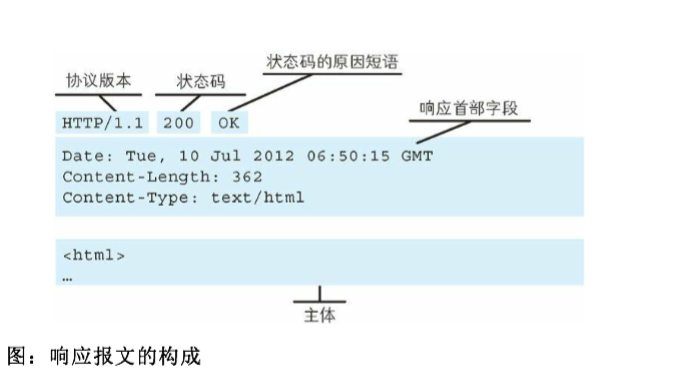 状态码的原因短语
协议版本 状态码
响应首部字段
HTTP/1.1 200 OK
Date: Tue, 10 Jul 2012 06:50:15 GMT
Content-Length: 362
Content-Type: text/html
<html>
…
主体
图：响应报文的构成